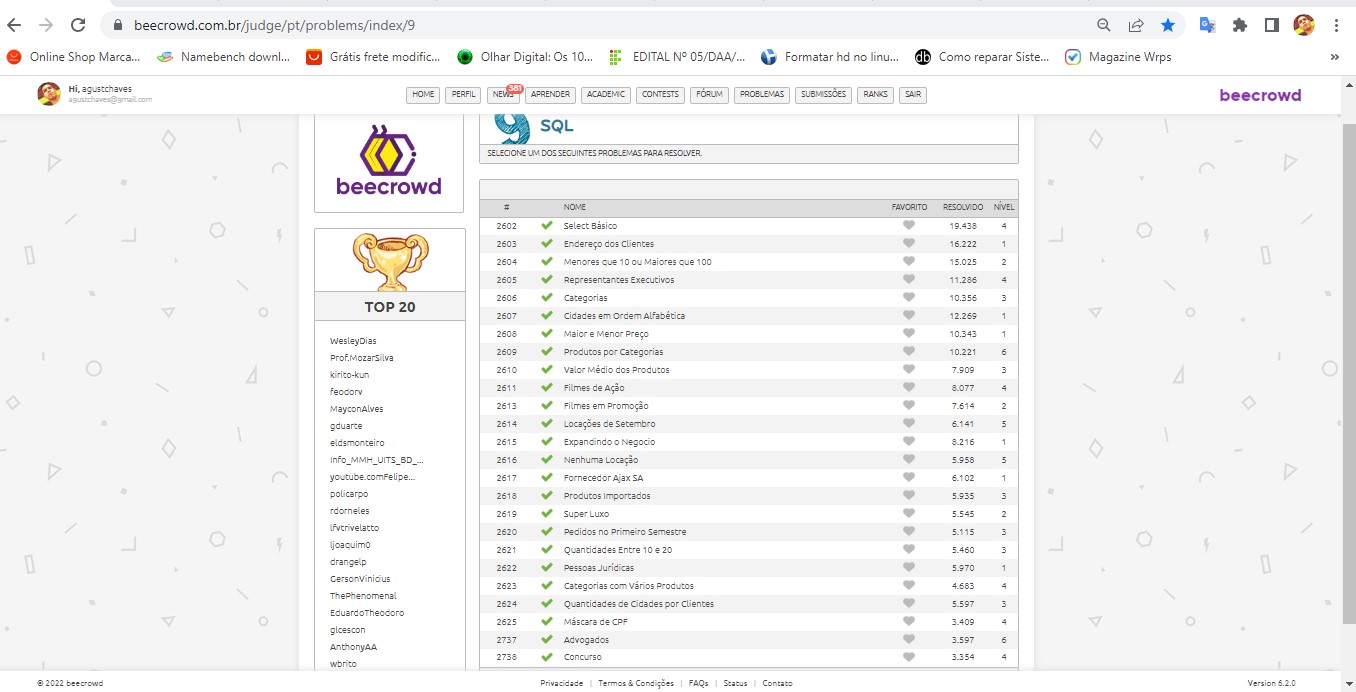 beecrowd.com.br/judge/pt/problems/index/9
Online Shop Marca... Namebench downl... Grátis frete modific... Olhar Digital: Os 10... EDITAL Nº 05/DAA/... Formatar hd no linu... Como reparar Siste... Magazine Wrps »
Hi, agustchaves
agustchaves@gmail.com
HOME PERFIL NEWS 381 APRENDER ACADEMIC CONTESTS FÓRUM PROBLEMAS SUBMISSÕES RANKS SAIR
beecrowd
beecrowd
TOP 20
WesleyDias
Prof.MozarSilva
kirito-kun
feodorv
MayconAlves
gduarte
eldsmonteiro
Info_MMH_UITS_BD_...
youtube.comFelipe...
policarpo
rdorneles
lfvtrivelatto
ljoaquim0
drangelp
GersonVinicius
ThePhenomenal
EduardoTheodoro
glcescon
AnthonyAA
wbrito
9 SQL
SELECIONE UM DOS SEGUINTES PROBLEMAS PARA RESOLVER.
# NOME FAVORITO RESOLVIDO NÍVEL
2602 Select Básico 19.438 4
2603 Endereço dos Clientes 16.222 1
2604 Menores que 10 ou Maiores que 100 15.025 2
2605 Representantes Executivos 11.286 4
2606 Categorias 10.356 3
2607 Cidades em Ordem Alfabética 12.269 1
2608 Maior e Menor Preço 10.343 1
2609 Produtos por Categorias 10.221 6
2610 Valor Médio dos Produtos 7.909 3
2611 Filmes de Ação 8.077 4
2613 Filmes em Promoção 7.614 2
2614 Locações de Setembro 6.141 5
2615 Expandindo o Negocio 8.216 1
2616 Nenhuma Locação 5.958 5
2617 Fornecedor Ajax SA 6.102 1
2618 Produtos Importados 5.935 3
2619 Super Luxo 5.545 2
2620 Pedidos no Primeiro Semestre 5.115 3
2621 Quantidades Entre 10 e 20 5.460 3
2622 Pessoas Jurídicas 5.970 1
2623 Categorias com Vários Produtos 4.683 4
2624 Quantidades de Cidades por Clientes 5.597 3
2625 Máscara de CPF 3.409 4
2737 Advogados 3.597 6
2738 Concurso 3.354 4
© 2022 beecrowd
Privacidade | Termos & Condições | FAQs | Status | Contato
Version 6.2.0